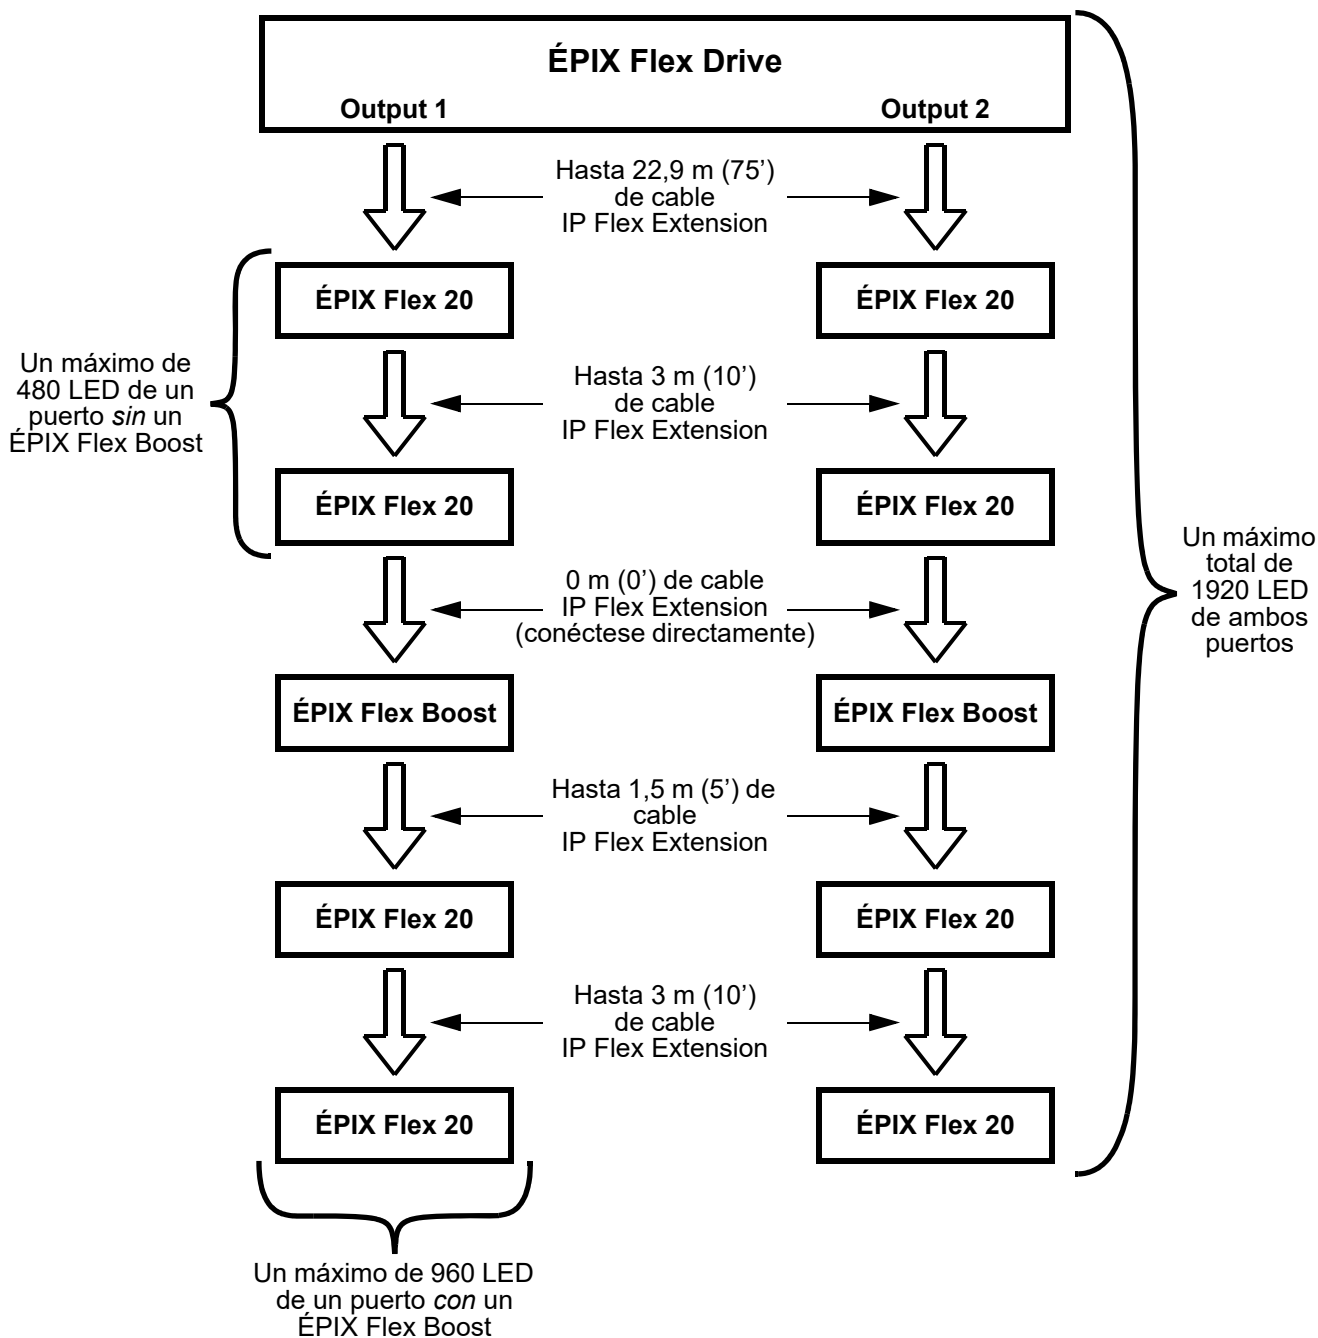 ÉPIX Flex Drive
Output 1
Output 2
Hasta 22,9 m (75’)
de cable
IP Flex Extension
ÉPIX Flex 20
ÉPIX Flex 20
Un máximo de
480 LED de un
puerto sin un
ÉPIX Flex Boost
Hasta 3 m (10’)
de cable
IP Flex Extension
ÉPIX Flex 20
ÉPIX Flex 20
Un máximo
total de
1920 LED
de ambos
puertos
0 m (0’) de cable
IP Flex Extension
(conéctese directamente)
ÉPIX Flex Boost
ÉPIX Flex Boost
Hasta 1,5 m (5’) de
cable
IP Flex Extension
ÉPIX Flex 20
ÉPIX Flex 20
Hasta 3 m (10’)
de cable
IP Flex Extension
ÉPIX Flex 20
ÉPIX Flex 20
Un máximo de 960 LED
de un puerto con un
ÉPIX Flex Boost